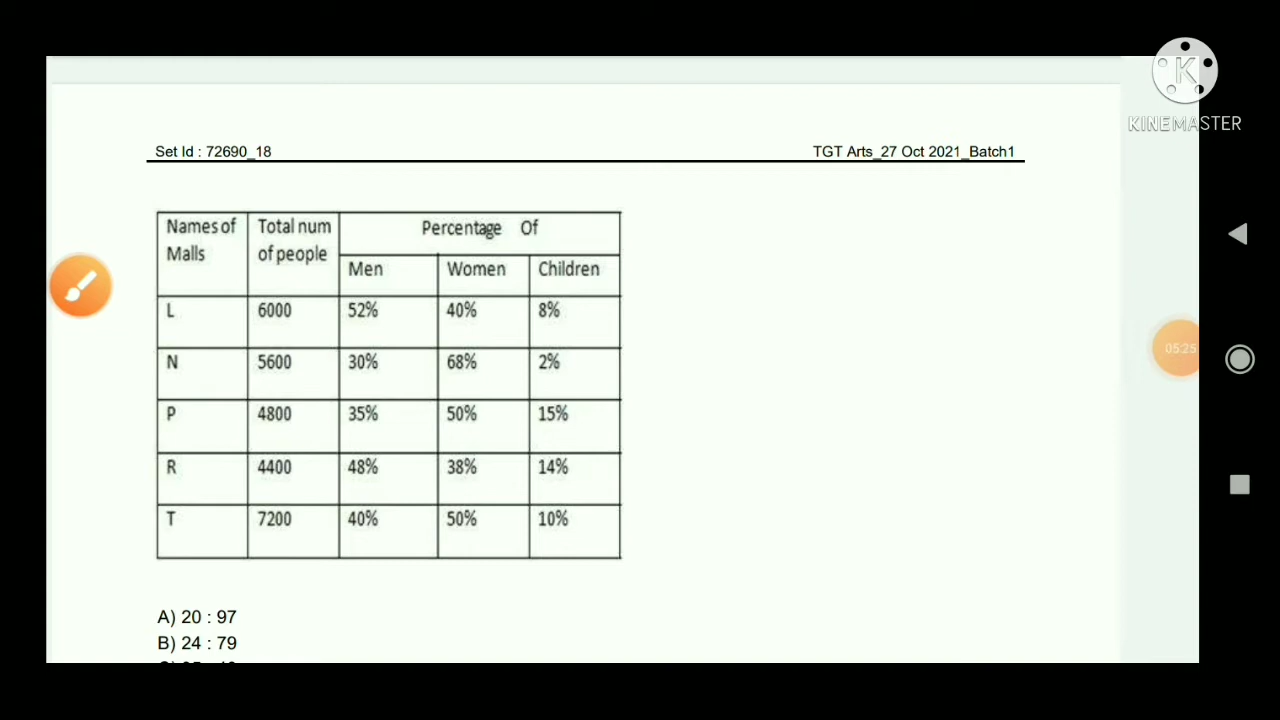 KINEMASTER
Set Id : 72690_18 TGT Arts_27 Oct 2021_Batch1
Names of Malls Total num of people Percentage Of
Men Women Children
L 6000 52% 40% 8%
N 5600 30% 68% 2%
P 4800 35% 50% 15%
R 4400 48% 38% 14%
T 7200 40% 50% 10%
05:25
A) 20 : 97
B) 24 : 79